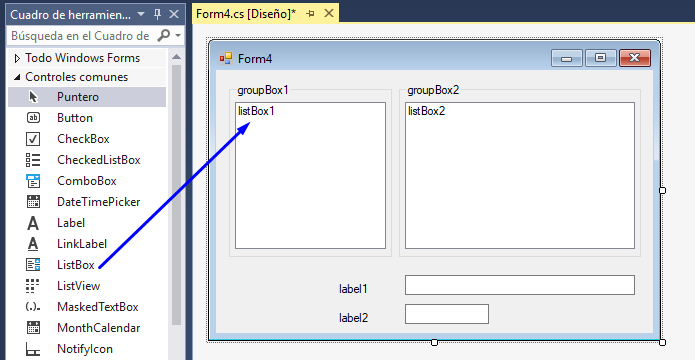 Cuadro de herramien...
Búsqueda en el Cuadro de
Todo Windows Forms
Controles comunes
Puntero
Button
CheckBox
CheckedListBox
ComboBox
DateTimePicker
Label
LinkLabel
ListBox
ListView
MaskedTextBox
MonthCalendar
NotifyIcon
Form4.cs [Diseño]*
Form4
groupBox1
groupBox2
listBox1
listBox2
label1
label2